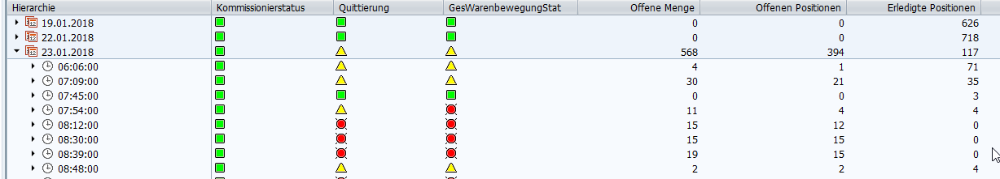 Hierarchie Kommissionierstatus Quittierung GesWarenbewegungStat Offene Menge Offenen Positionen Erledigte Positionen
19.01.2018 0 0 626
22.01.2018 0 0 718
23.01.2018 568 394 117
06:06:00 4 1 71
07:09:00 30 21 35
07:45:00 0 0 3
07:54:00 11 4 4
08:12:00 15 12 0
08:30:00 15 15 0
08:39:00 19 15 0
08:48:00 2 2 4